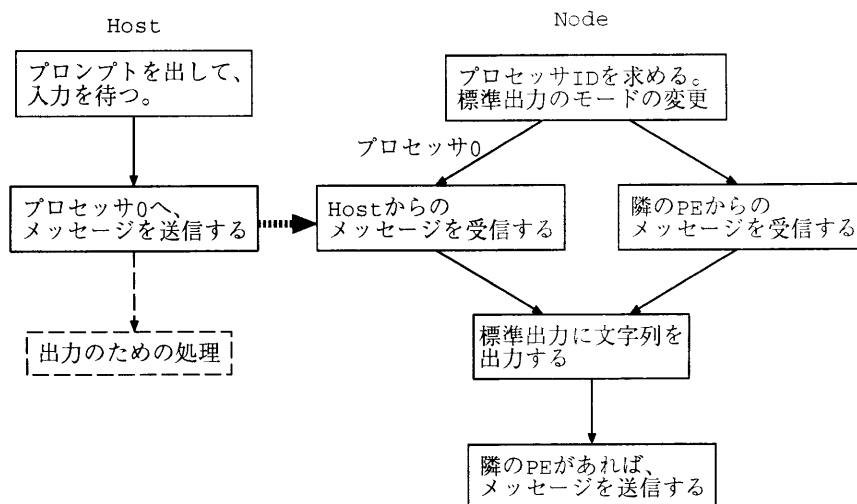 Host
プロンプトを出して、
入力を待つ。
プロセッサ0へ、
メッセージを送信する
出力のための処理
Node
プロセッサIDを求める。
標準出力のモードの変更
プロセッサ0
Hostからの
メッセージを受信する
隣のPEからの
メッセージを受信する
標準出力に文字列を
出力する
隣のPEがあれば、
メッセージを送信する